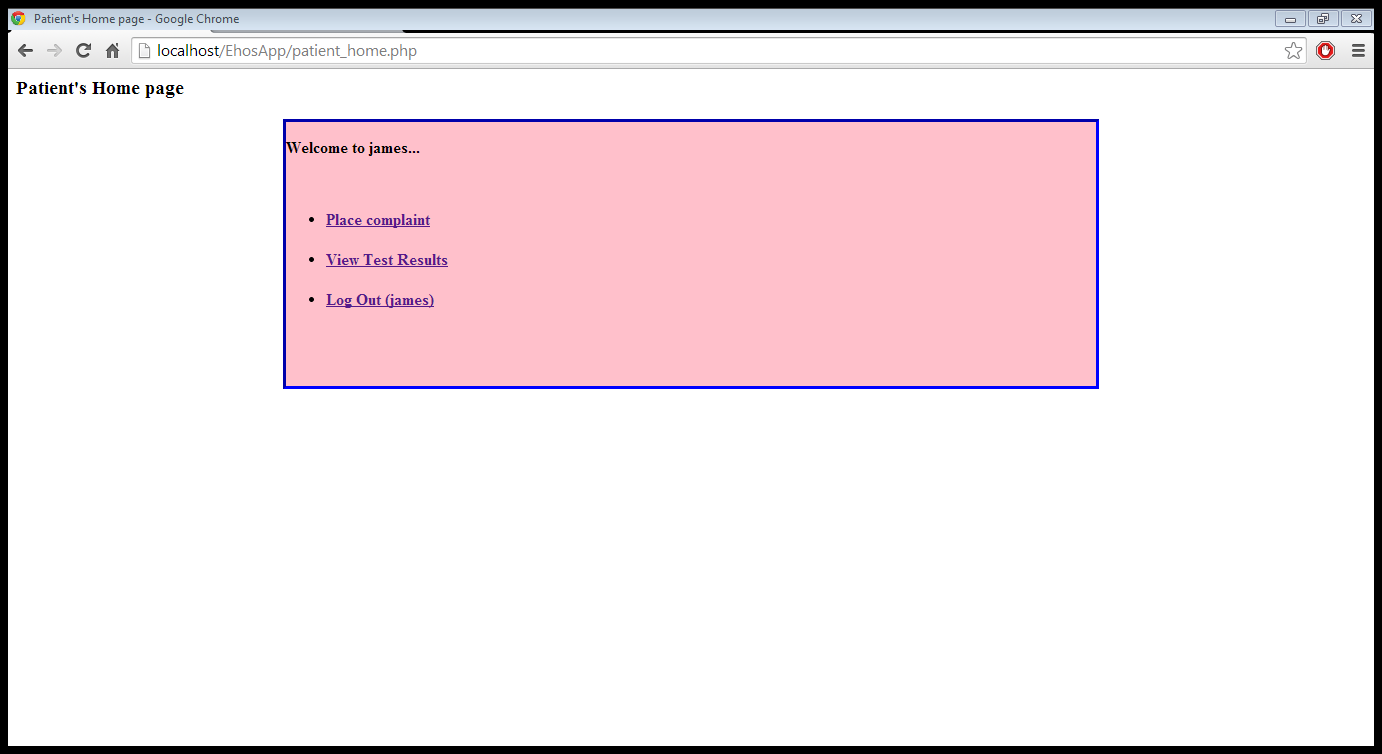 Patient's Home page - Google Chrome
localhost/EhosApp/patient_home.php
Patient's Home page
Welcome to james...
Place complaint
View Test Results
Log Out (james)